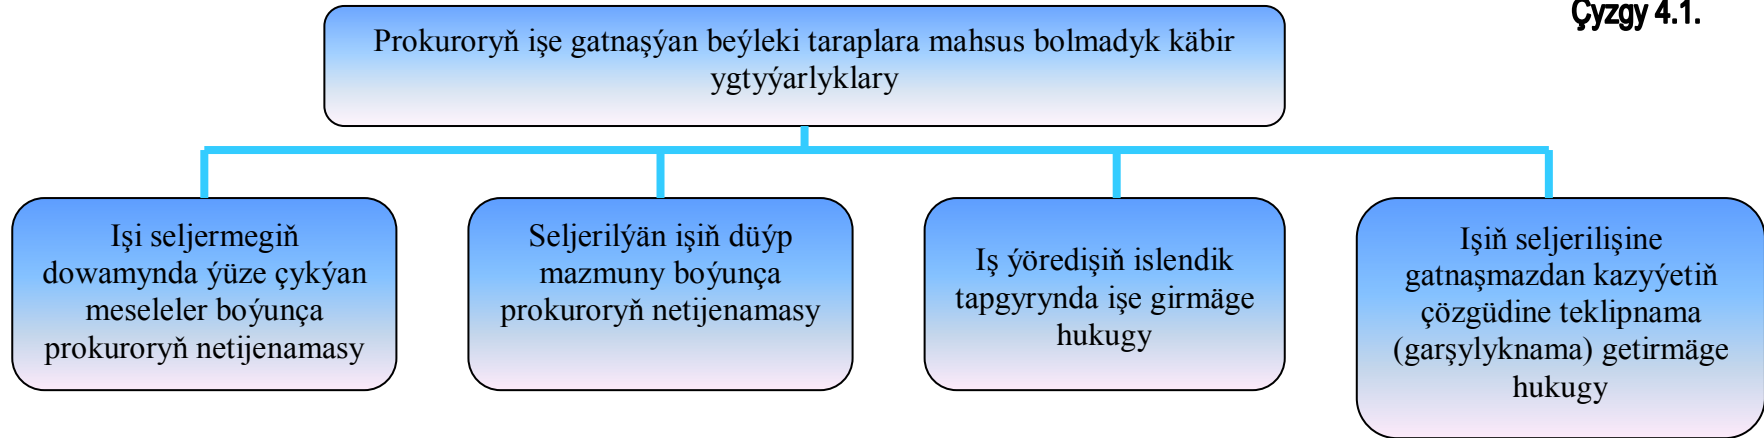 Çyzgy 4.1.
Prokuroryň işe gatnaşýan beýleki taraplara mahsus bolmadyk käbir
ygtyýarlyklary
Işi seljermegiň
dowamynda ýüze çykýan
meseleler boýunça
prokuroryň netijenamasy
Seljerilýän işiň düýp
mazmuny boýunça
prokuroryň netijenamasy
Iş ýöredişiň islendik
tapgyrynda işe girmäge
hukugy
Işiň seljerilişine
gatnaşmazdan kazyýetiň
çözgüdine teklipnama
(garşylyknama) getirmäge
hukugy